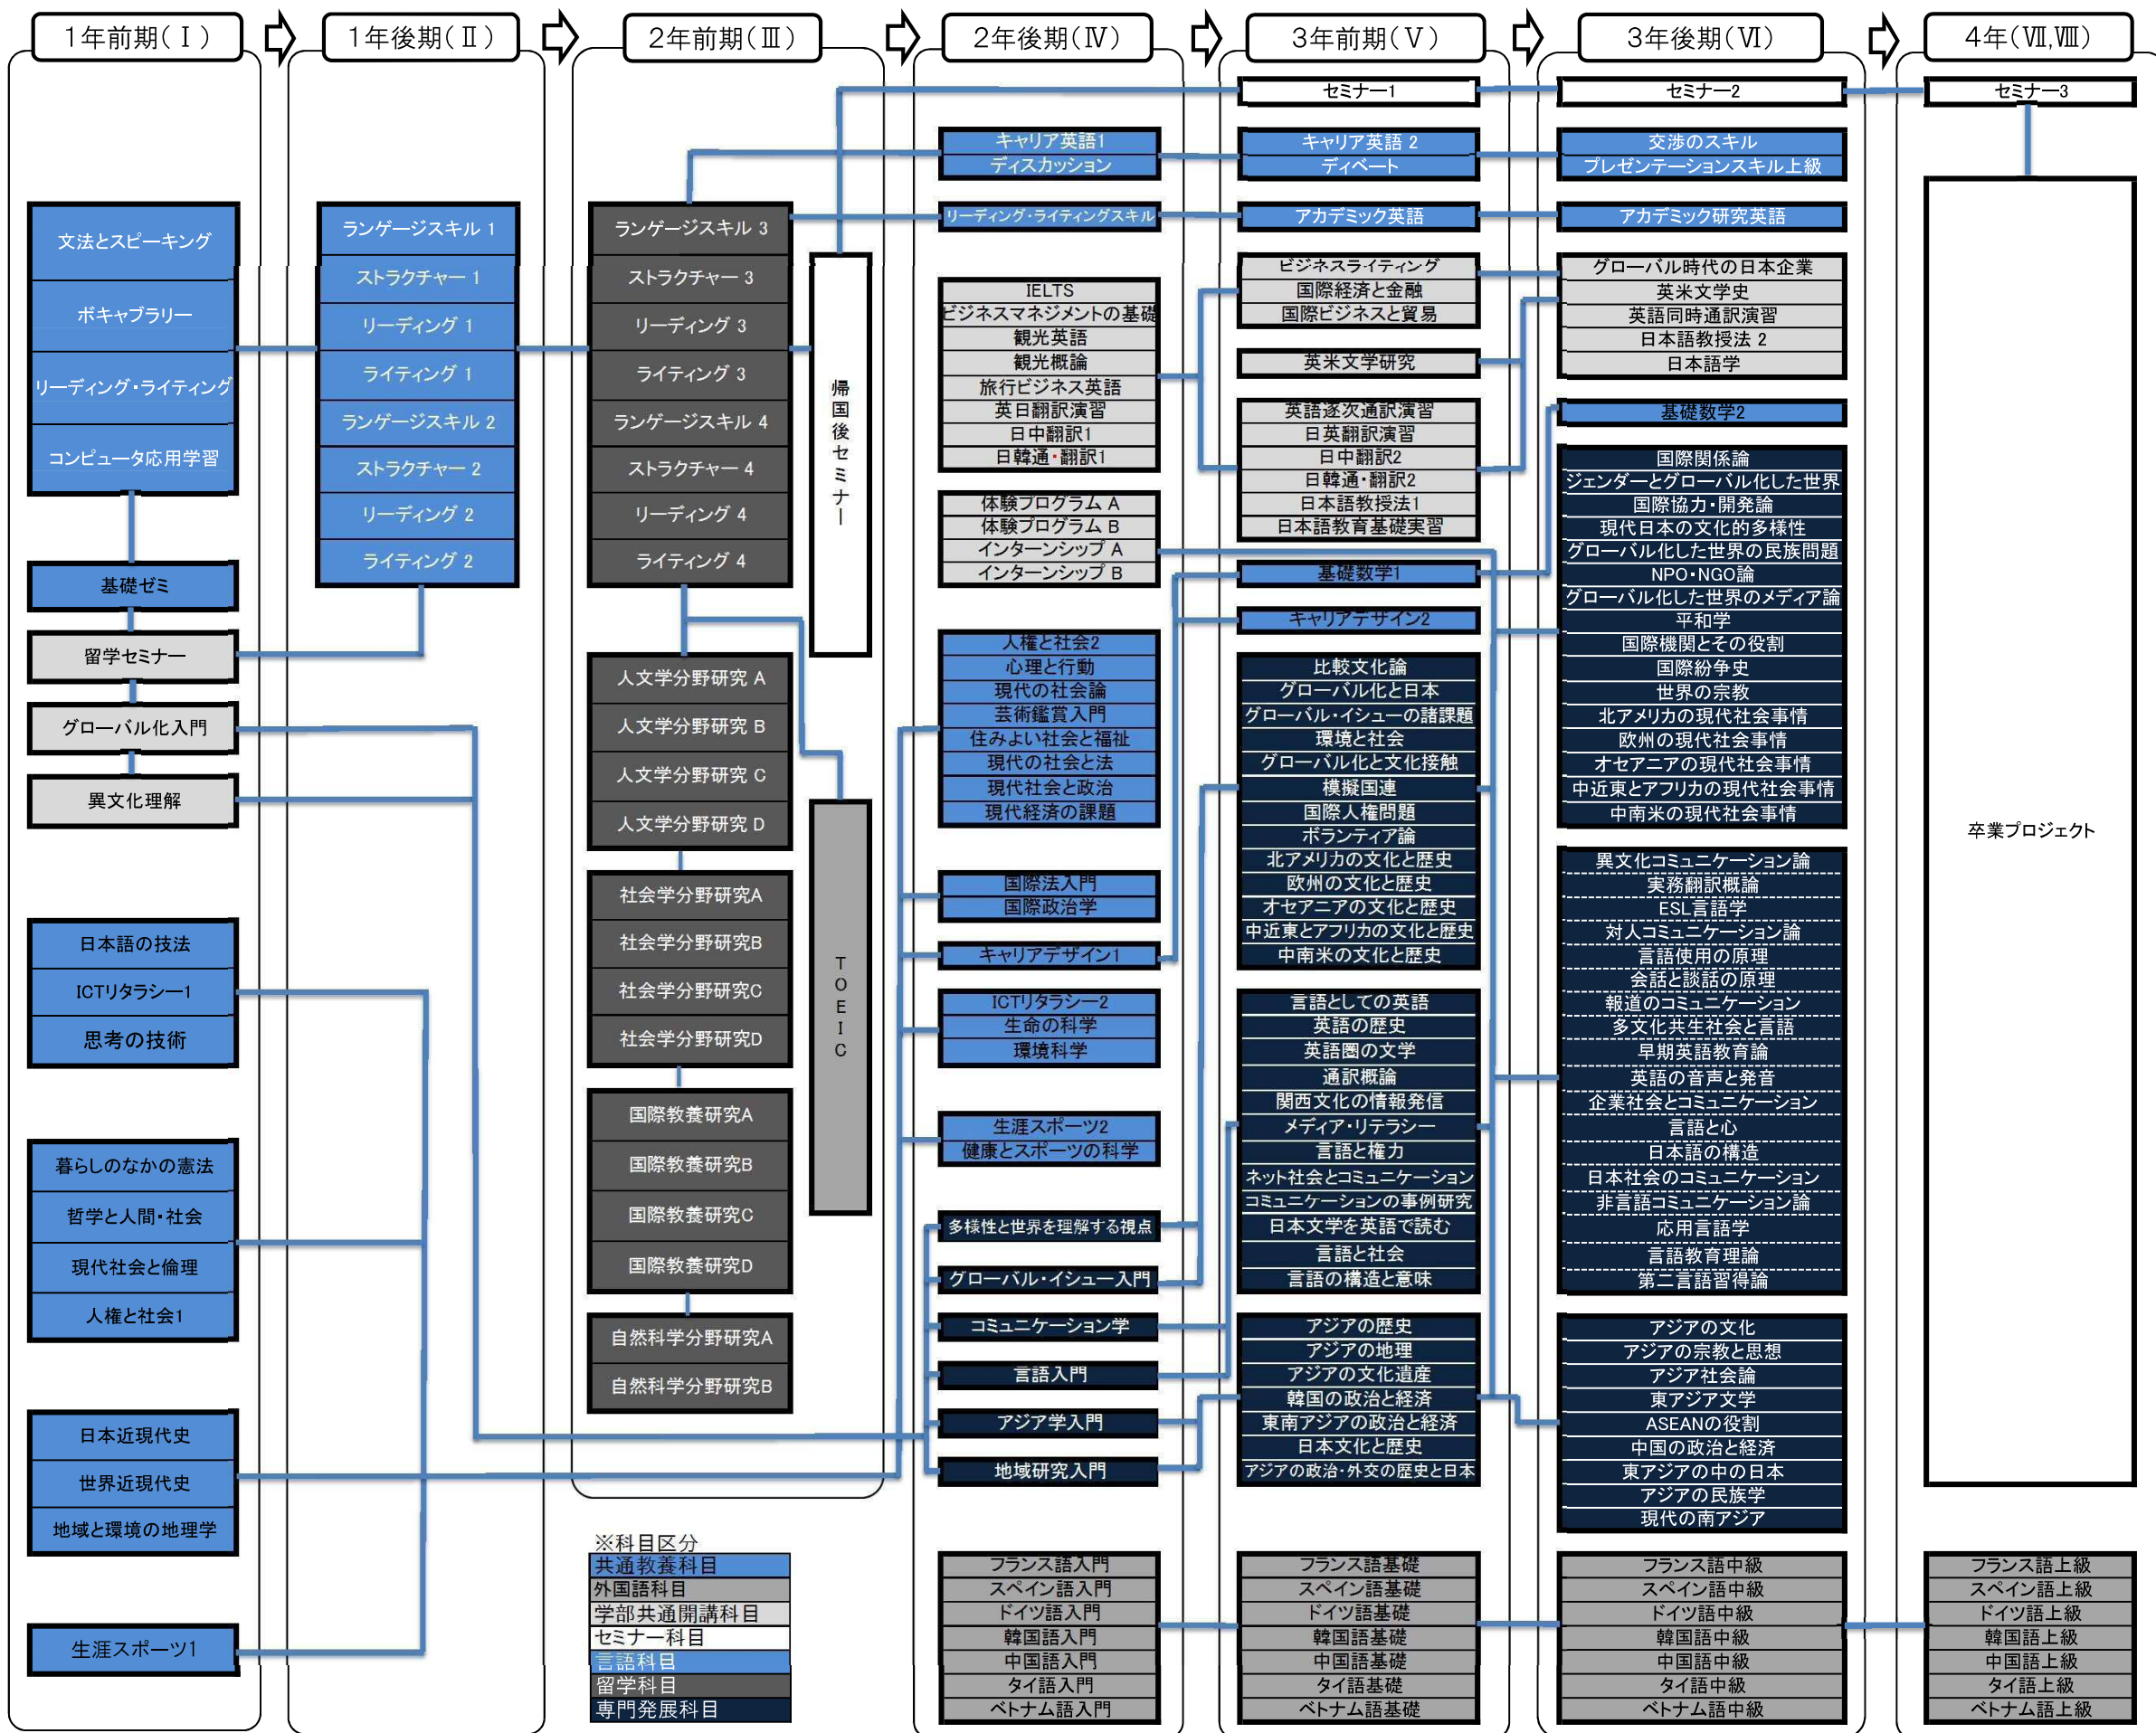 1年前期(Ⅰ)
1年後期(Ⅱ)
2年前期(Ⅲ)
2年後期(Ⅳ)
3年前期(Ⅴ)
3年後期(Ⅵ)
4年(Ⅶ,Ⅷ)
文法とスピーキング
ボキャブラリー
リーディング・ライティング
コンピュータ応用学習
基礎ゼミ
留学セミナー
グローバル化入門
異文化理解
日本語の技法
ICTリタラシー1
思考の技術
暮らしのなかの憲法
哲学と人間・社会
現代社会と倫理
人権と社会1
日本近現代史
世界近現代史
地域と環境の地理学
生涯スポーツ1
ランゲージスキル 1
ストラクチャー 1
リーディング 1
ライティング 1
ランゲージスキル 2
ストラクチャー 2
リーディング 2
ライティング 2
ランゲージスキル 3
ストラクチャー 3
リーディング 3
ライティング 3
ランゲージスキル 4
ストラクチャー 4
リーディング 4
ライティング 4
帰国後セミナー
人文学分野研究 A
人文学分野研究 B
人文学分野研究 C
人文学分野研究 D
社会学分野研究A
社会学分野研究B
社会学分野研究C
社会学分野研究D
国際教養研究A
国際教養研究B
国際教養研究C
国際教養研究D
自然科学分野研究A
自然科学分野研究B
TOEIC
※科目区分
共通教養科目
外国語科目
学部共通開講科目
セミナー科目
言語科目
留学科目
専門発展科目
キャリア英語1
ディスカッション
リーディング・ライティングスキル
IELTS
ビジネスマネジメントの基礎
観光英語
観光概論
旅行ビジネス英語
英日翻訳演習
日中翻訳1
日韓通・翻訳1
体験プログラム A
体験プログラム B
インターンシップ A
インターンシップ B
人権と社会2
心理と行動
現代の社会論
芸術鑑賞入門
住みよい社会と福祉
現代の社会と法
現代社会と政治
現代経済の課題
国際法入門
国際政治学
キャリアデザイン1
ICTリタラシー2
生命の科学
環境科学
生涯スポーツ2
健康とスポーツの科学
多様性と世界を理解する視点
グローバル・イシュー入門
コミュニケーション学
言語入門
アジア学入門
地域研究入門
フランス語入門
スペイン語入門
ドイツ語入門
韓国語入門
中国語入門
タイ語入門
ベトナム語入門
セミナー1
キャリア英語 2
ディベート
アカデミック英語
ビジネスライティング
国際経済と金融
国際ビジネスと貿易
英米文学研究
英語逐次通訳演習
日英翻訳演習
日中翻訳2
日韓通・翻訳2
日本語教授法1
日本語教育基礎実習
基礎数学1
キャリアデザイン2
比較文化論
グローバル化と日本
グローバル・イシューの諸課題
環境と社会
グローバル化と文化接触
模擬国連
国際人権問題
ボランティア論
北アメリカの文化と歴史
欧州の文化と歴史
オセアニアの文化と歴史
中近東とアフリカの文化と歴史
中南米の文化と歴史
言語としての英語
英語の歴史
英語圏の文学
通訳概論
関西文化の情報発信
メディア・リテラシー
言語と権力
ネット社会とコミュニケーション
コミュニケーションの事例研究
日本文学を英語で読む
言語と社会
言語の構造と意味
アジアの歴史
アジアの地理
アジアの文化遺産
韓国の政治と経済
東南アジアの政治と経済
日本文化と歴史
アジアの政治・外交の歴史と日本
フランス語基礎
スペイン語基礎
ドイツ語基礎
韓国語基礎
中国語基礎
タイ語基礎
ベトナム語基礎
セミナー2
交渉のスキル
プレゼンテーションスキル上級
アカデミック研究英語
グローバル時代の日本企業
英米文学史
英語同時通訳演習
日本語教授法 2
日本語学
基礎数学2
国際関係論
ジェンダーとグローバル化した世界
国際協力・開発論
現代日本の文化的多様性
グローバル化した世界の民族問題
NPO・NGO論
グローバル化した世界のメディア論
平和学
国際機関とその役割
国際紛争史
世界の宗教
北アメリカの現代社会事情
欧州の現代社会事情
オセアニアの現代社会事情
中近東とアフリカの現代社会事情
中南米の現代社会事情
異文化コミュニケーション論
実務翻訳概論
ESL言語学
対人コミュニケーション論
言語使用の原理
会話と談話の原理
報道のコミュニケーション
多文化共生社会と言語
早期英語教育論
英語の音声と発音
企業社会とコミュニケーション
言語と心
日本語の構造
日本社会のコミュニケーション
非言語コミュニケーション論
応用言語学
言語教育理論
第二言語習得論
アジアの文化
アジアの宗教と思想
アジア社会論
東アジア文学
ASEANの役割
中国の政治と経済
東アジアの中の日本
アジアの民族学
現代の南アジア
フランス語中級
スペイン語中級
ドイツ語中級
韓国語中級
中国語中級
タイ語中級
ベトナム語中級
セミナー3
卒業プロジェクト
フランス語上級
スペイン語上級
ドイツ語上級
韓国語上級
中国語上級
タイ語上級
ベトナム語上級